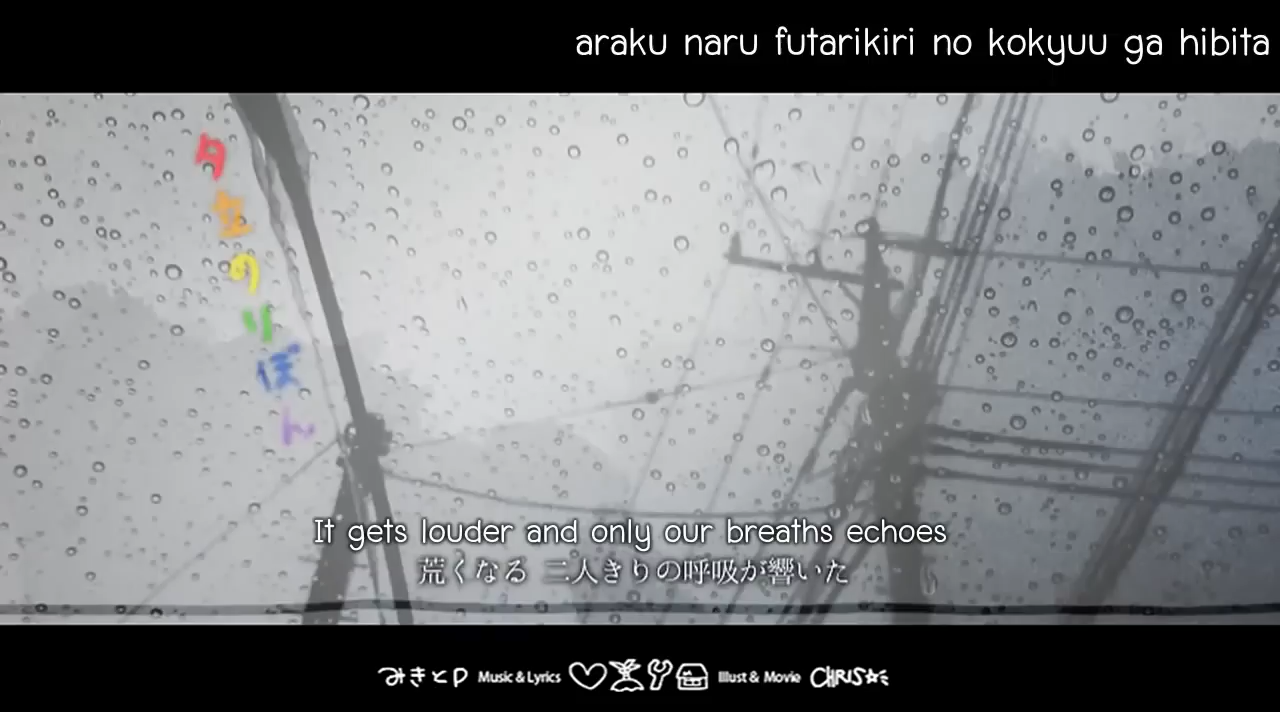 araku naru futarikiri no kokyuu ga hibita
夕立のりぼん
It gets louder and only our breaths echoes
荒くなる 二人きりの呼吸が響いた
みきとP Music & Lyrics Illust & Movie CHRIS